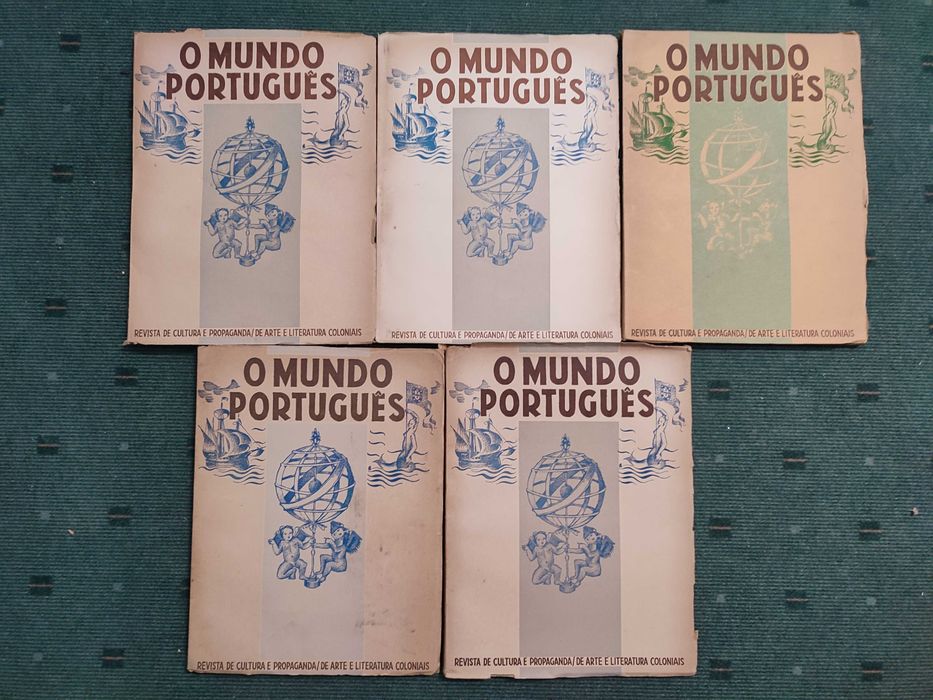 O MUNDO
PORTUGUÊS
REVISTA DE CULTURA E PROPAGANDA/DE ARTE E LITERATURA COLONIAIS
O MUNDO
PORTUGUÊS
REVISTA DE CULTURA E PROPAGANDA/DE ARTE E LITERATURA COLONIAIS
O MUNDO
PORTUGUÊS
REVISTA DE CULTURA E PROPAGANDA/DE ARTE E LITERATURA COLONIAIS
O MUNDO
PORTUGUÊS
REVISTA DE CULTURA E PROPAGANDA/DE ARTE E LITERATURA COLONIAIS
O MUNDO
PORTUGUÊS
REVISTA DE CULTURA E PROPAGANDA/DE ARTE E LITERATURA COLONIAIS